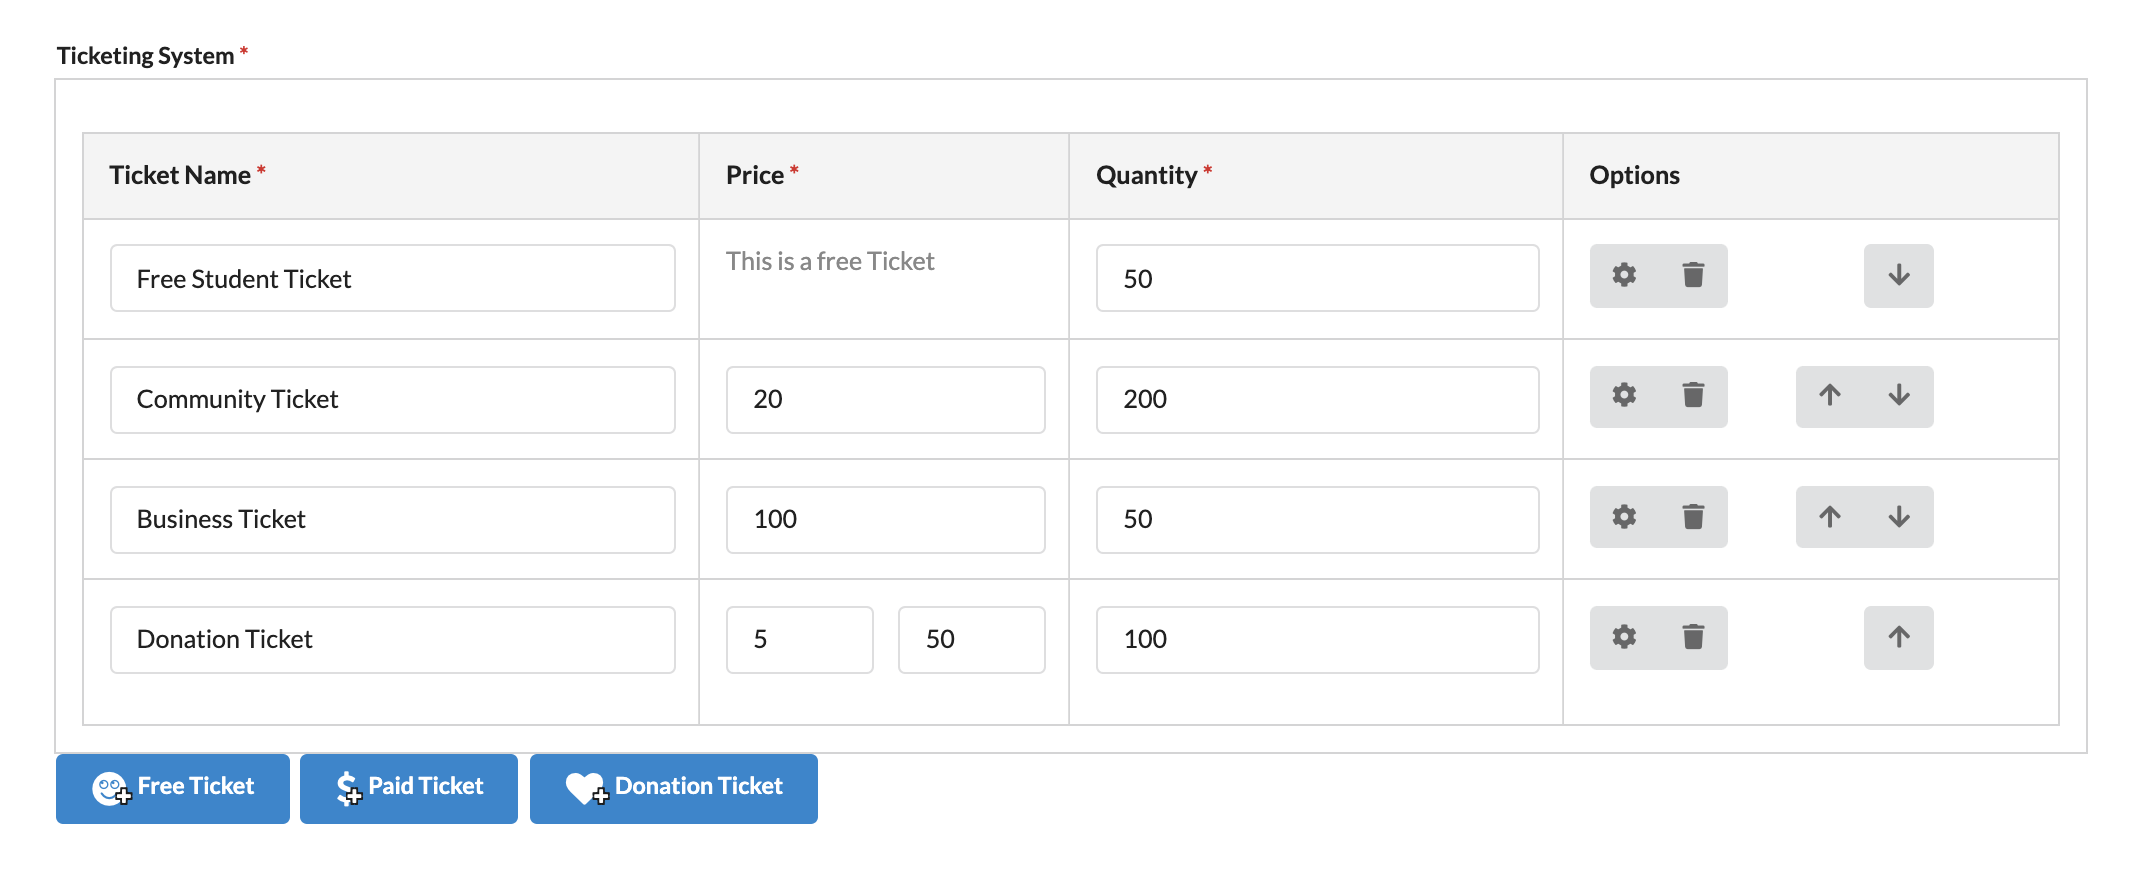 Ticketing System *
Ticket Name * Price * Quantity * Options
Free Student Ticket This is a free Ticket 50
Community Ticket 20 200
Business Ticket 100 50
Donation Ticket 5 50 100
Free Ticket Paid Ticket Donation Ticket